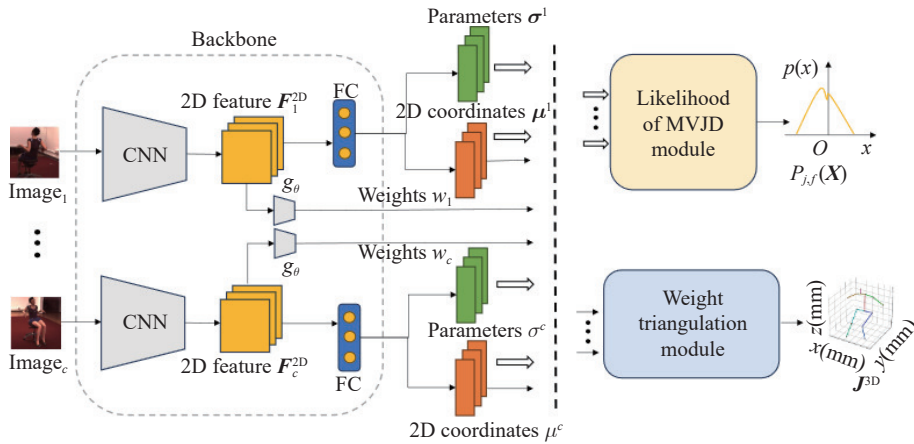 Backbone
Parameters σ¹
2D feature F₁²ᴰ
FC
2D coordinates μ¹
CNN
Image₁
g_θ
Weights w₁
Weights w_c
g_θ
CNN
Image_c
2D feature F_c²ᴰ
FC
Parameters σᶜ
2D coordinates μᶜ
Likelihood
of MVJD
module
p(x)
O
x
P_{j,f}(X)
Weight
triangulation
module
z(mm)
x(mm)
y(mm)
J³ᴰ